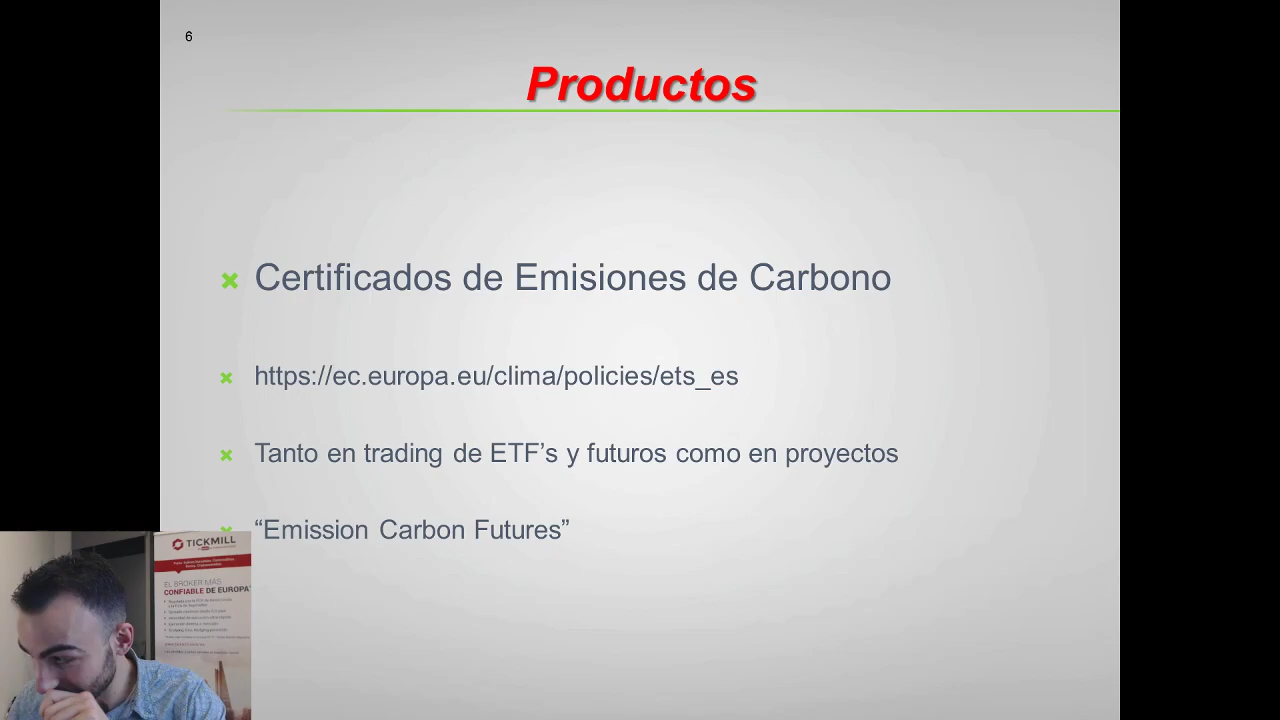 6
Productos
Certificados de Emisiones de Carbono
https://ec.europa.eu/clima/policies/ets_es
Tanto en trading de ETF’s y futuros como en proyectos
“Emission Carbon Futures”
TICKMILL
EL BROKER MÁS
CONFIABLE DE EUROPA